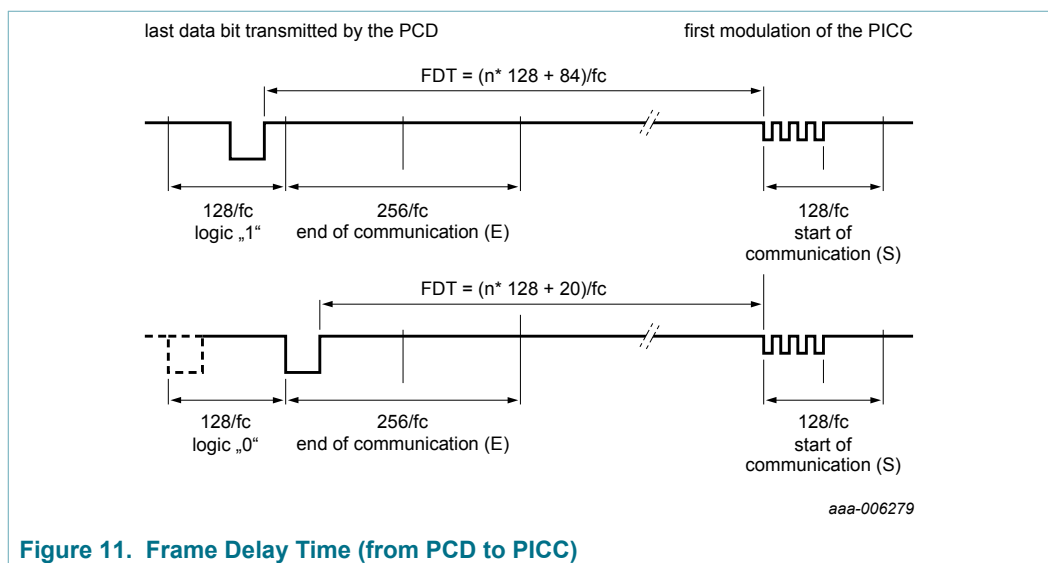 last data bit transmitted by the PCD
first modulation of the PICC
FDT = (n* 128 + 84)/fc
128/fc
logic „1“
256/fc
end of communication (E)
128/fc
start of
communication (S)
FDT = (n* 128 + 20)/fc
128/fc
logic „0“
256/fc
end of communication (E)
128/fc
start of
communication (S)
aaa-006279
Figure 11. Frame Delay Time (from PCD to PICC)